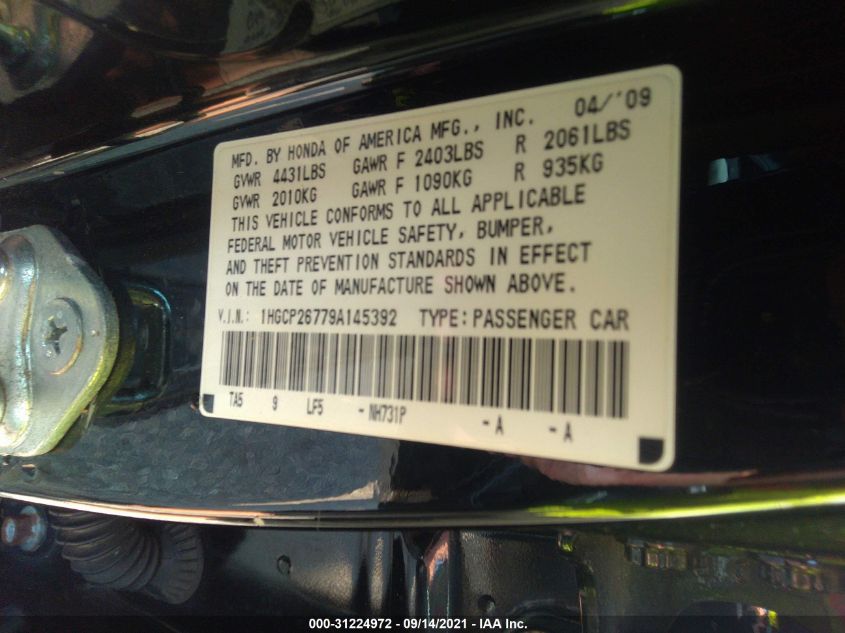 MFD. BY HONDA OF AMERICA MFG., INC. 04/'09
GVWR 4431LBS GAWR F 2403LBS R 2061LBS
GVWR 2010KG GAWR F 1090KG R 935KG
THIS VEHICLE CONFORMS TO ALL APPLICABLE
FEDERAL MOTOR VEHICLE SAFETY, BUMPER,
AND THEFT PREVENTION STANDARDS IN EFFECT
ON THE DATE OF MANUFACTURE SHOWN ABOVE.
V.I.N.: 1HGCP26779A145392 TYPE: PASSENGER CAR
TA5 9 LF5 -NH731P -A -A
000-31224972 - 09/14/2021 - IAA Inc.